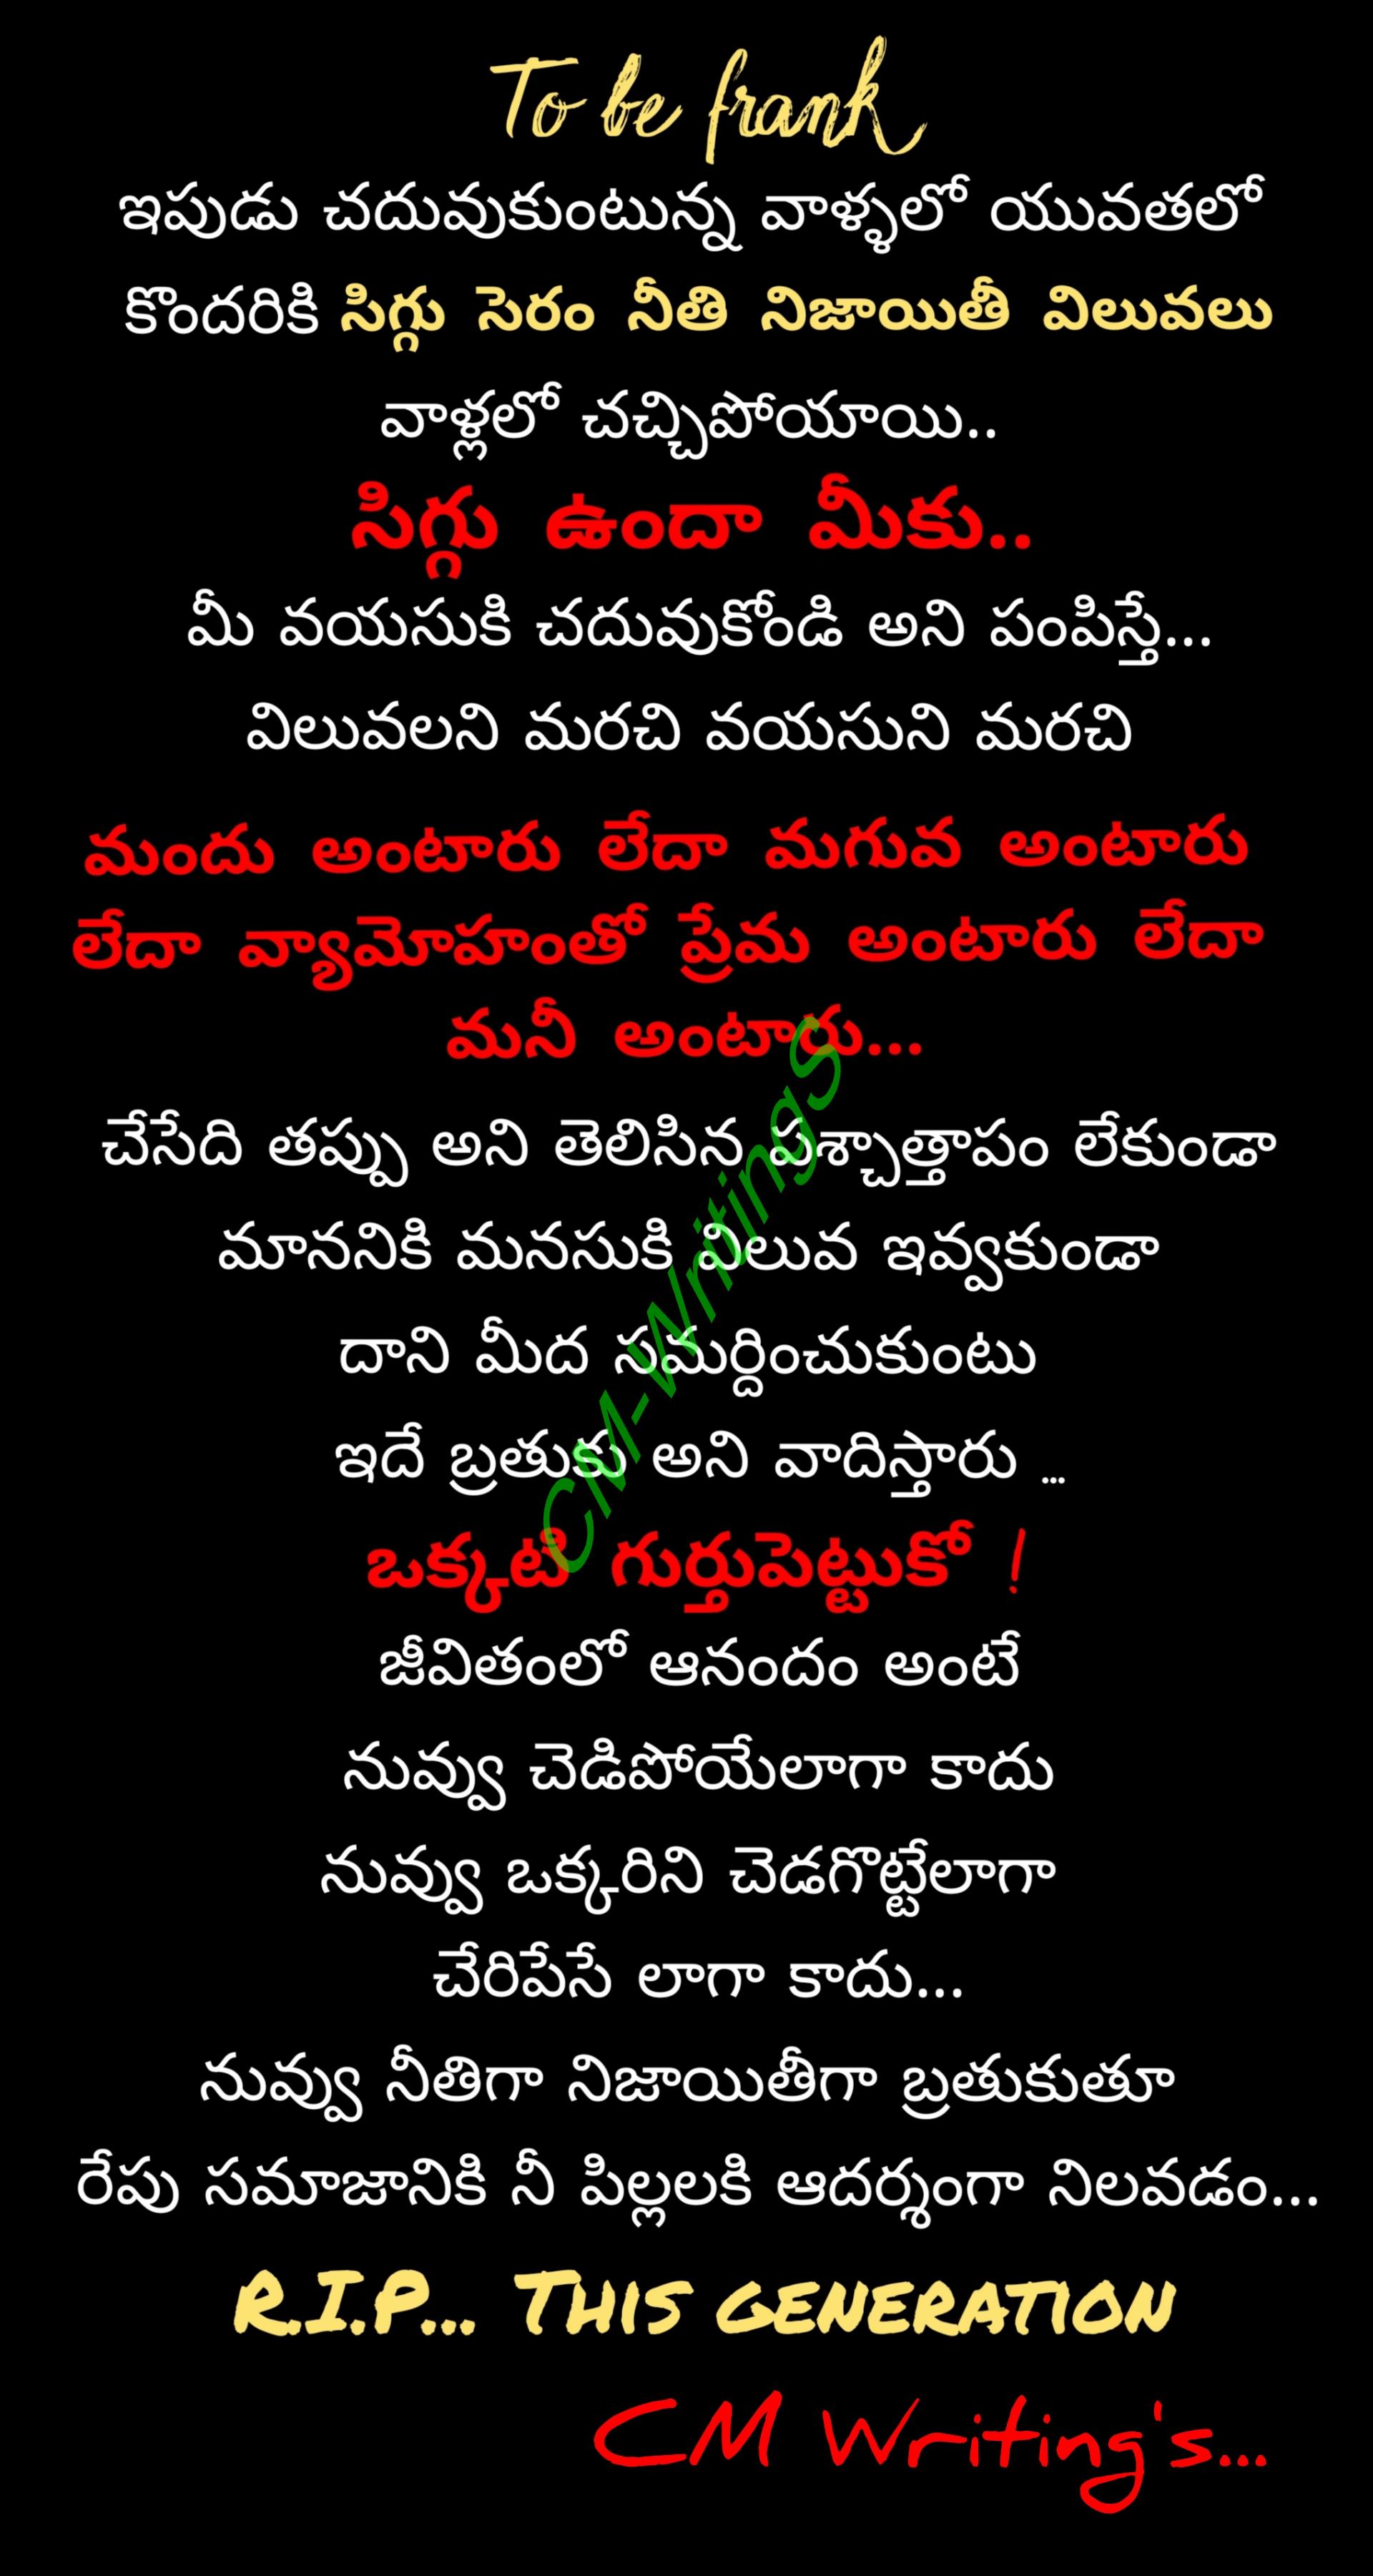 To be frank
ఇపుడు చదువుకుంటున్న వాళ్ళలో యువతలో
కొందరికి సిగ్గు సెరం నీతి నిజాయితీ విలువలు
వాళ్లలో చచ్చిపోయాయి..
సిగ్గు ఉందా మీకు..
మీ వయసుకి చదువుకోండి అని పంపిస్తే...
విలువలని మరచి వయసుని మరచి
మందు అంటారు లేదా మగువ అంటారు
లేదా వ్యామోహంతో ప్రేమ అంటారు లేదా
మనీ అంటారు...
చేసేది తప్పు అని తెలిసిన పశ్చాత్తాపం లేకుండా
మాననికి మనసుకి విలువ ఇవ్వకుండా
దాని మీద సమర్దించుకుంటు
ఇదే బ్రతుకు అని వాదిస్తారు ...
ఒక్కటి గుర్తుపెట్టుకో !
జీవితంలో ఆనందం అంటే
నువ్వు చెడిపోయేలాగా కాదు
నువ్వు ఒక్కరిని చెడగొట్టేలాగా
చేరిపేసే లాగా కాదు...
నువ్వు నీతిగా నిజాయితీగా బ్రతుకుతూ
రేపు సమాజానికి నీ పిల్లలకి ఆదర్శంగా నిలవడం...
R.I.P... THIS GENERATION
CM Writing's...
CM-WritingS